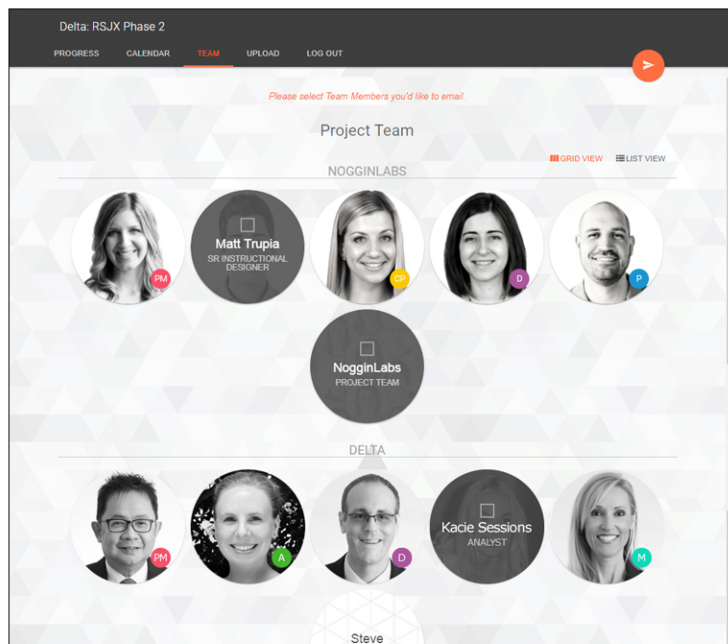 Delta: RSJX Phase 2
PROGRESS CALENDAR TEAM UPLOAD LOG OUT
Please select Team Members you'd like to email.
Project Team
GRID VIEW LIST VIEW
NOGGINLABS
Matt Trupia
SR INSTRUCTIONAL
DESIGNER
PM CP D P
NogginLabs
PROJECT TEAM
DELTA
Kacie Sessions
ANALYST
PM A D M
Steve